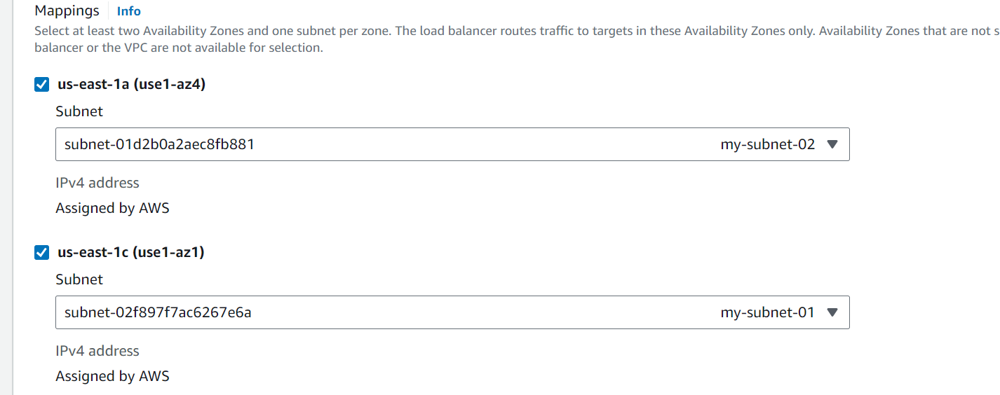 Mappings Info
Select at least two Availability Zones and one subnet per zone. The load balancer routes traffic to targets in these Availability Zones only. Availability Zones that are not s
balancer or the VPC are not available for selection.
us-east-1a (use1-az4)
Subnet
subnet-01d2b0a2aec8fb881 my-subnet-02
IPv4 address
Assigned by AWS
us-east-1c (use1-az1)
Subnet
subnet-02f897f7ac6267e6a my-subnet-01
IPv4 address
Assigned by AWS